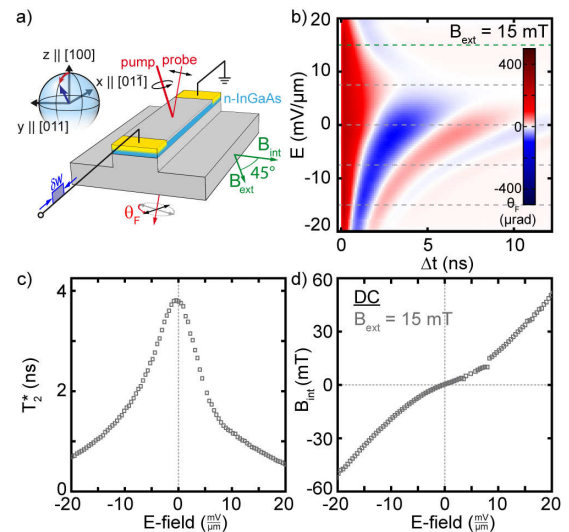 a)
z || [100]
x || [011̄]
y || [011]
pump
probe
n-InGaAs
B_int
B_ext
45°
δw
θ_F
b)
B_ext = 15 mT
E (mV/µm)
20
10
0
-10
-20
400
0
-400
θ_F
(µrad)
0
5
10
Δt (ns)
c)
T₂* (ns)
4
2
0
-20
-10
0
10
20
E-field (mV/µm)
d)
DC
B_ext = 15 mT
B_int (mT)
60
30
0
-30
-60
-20
-10
0
10
20
E-field (mV/µm)